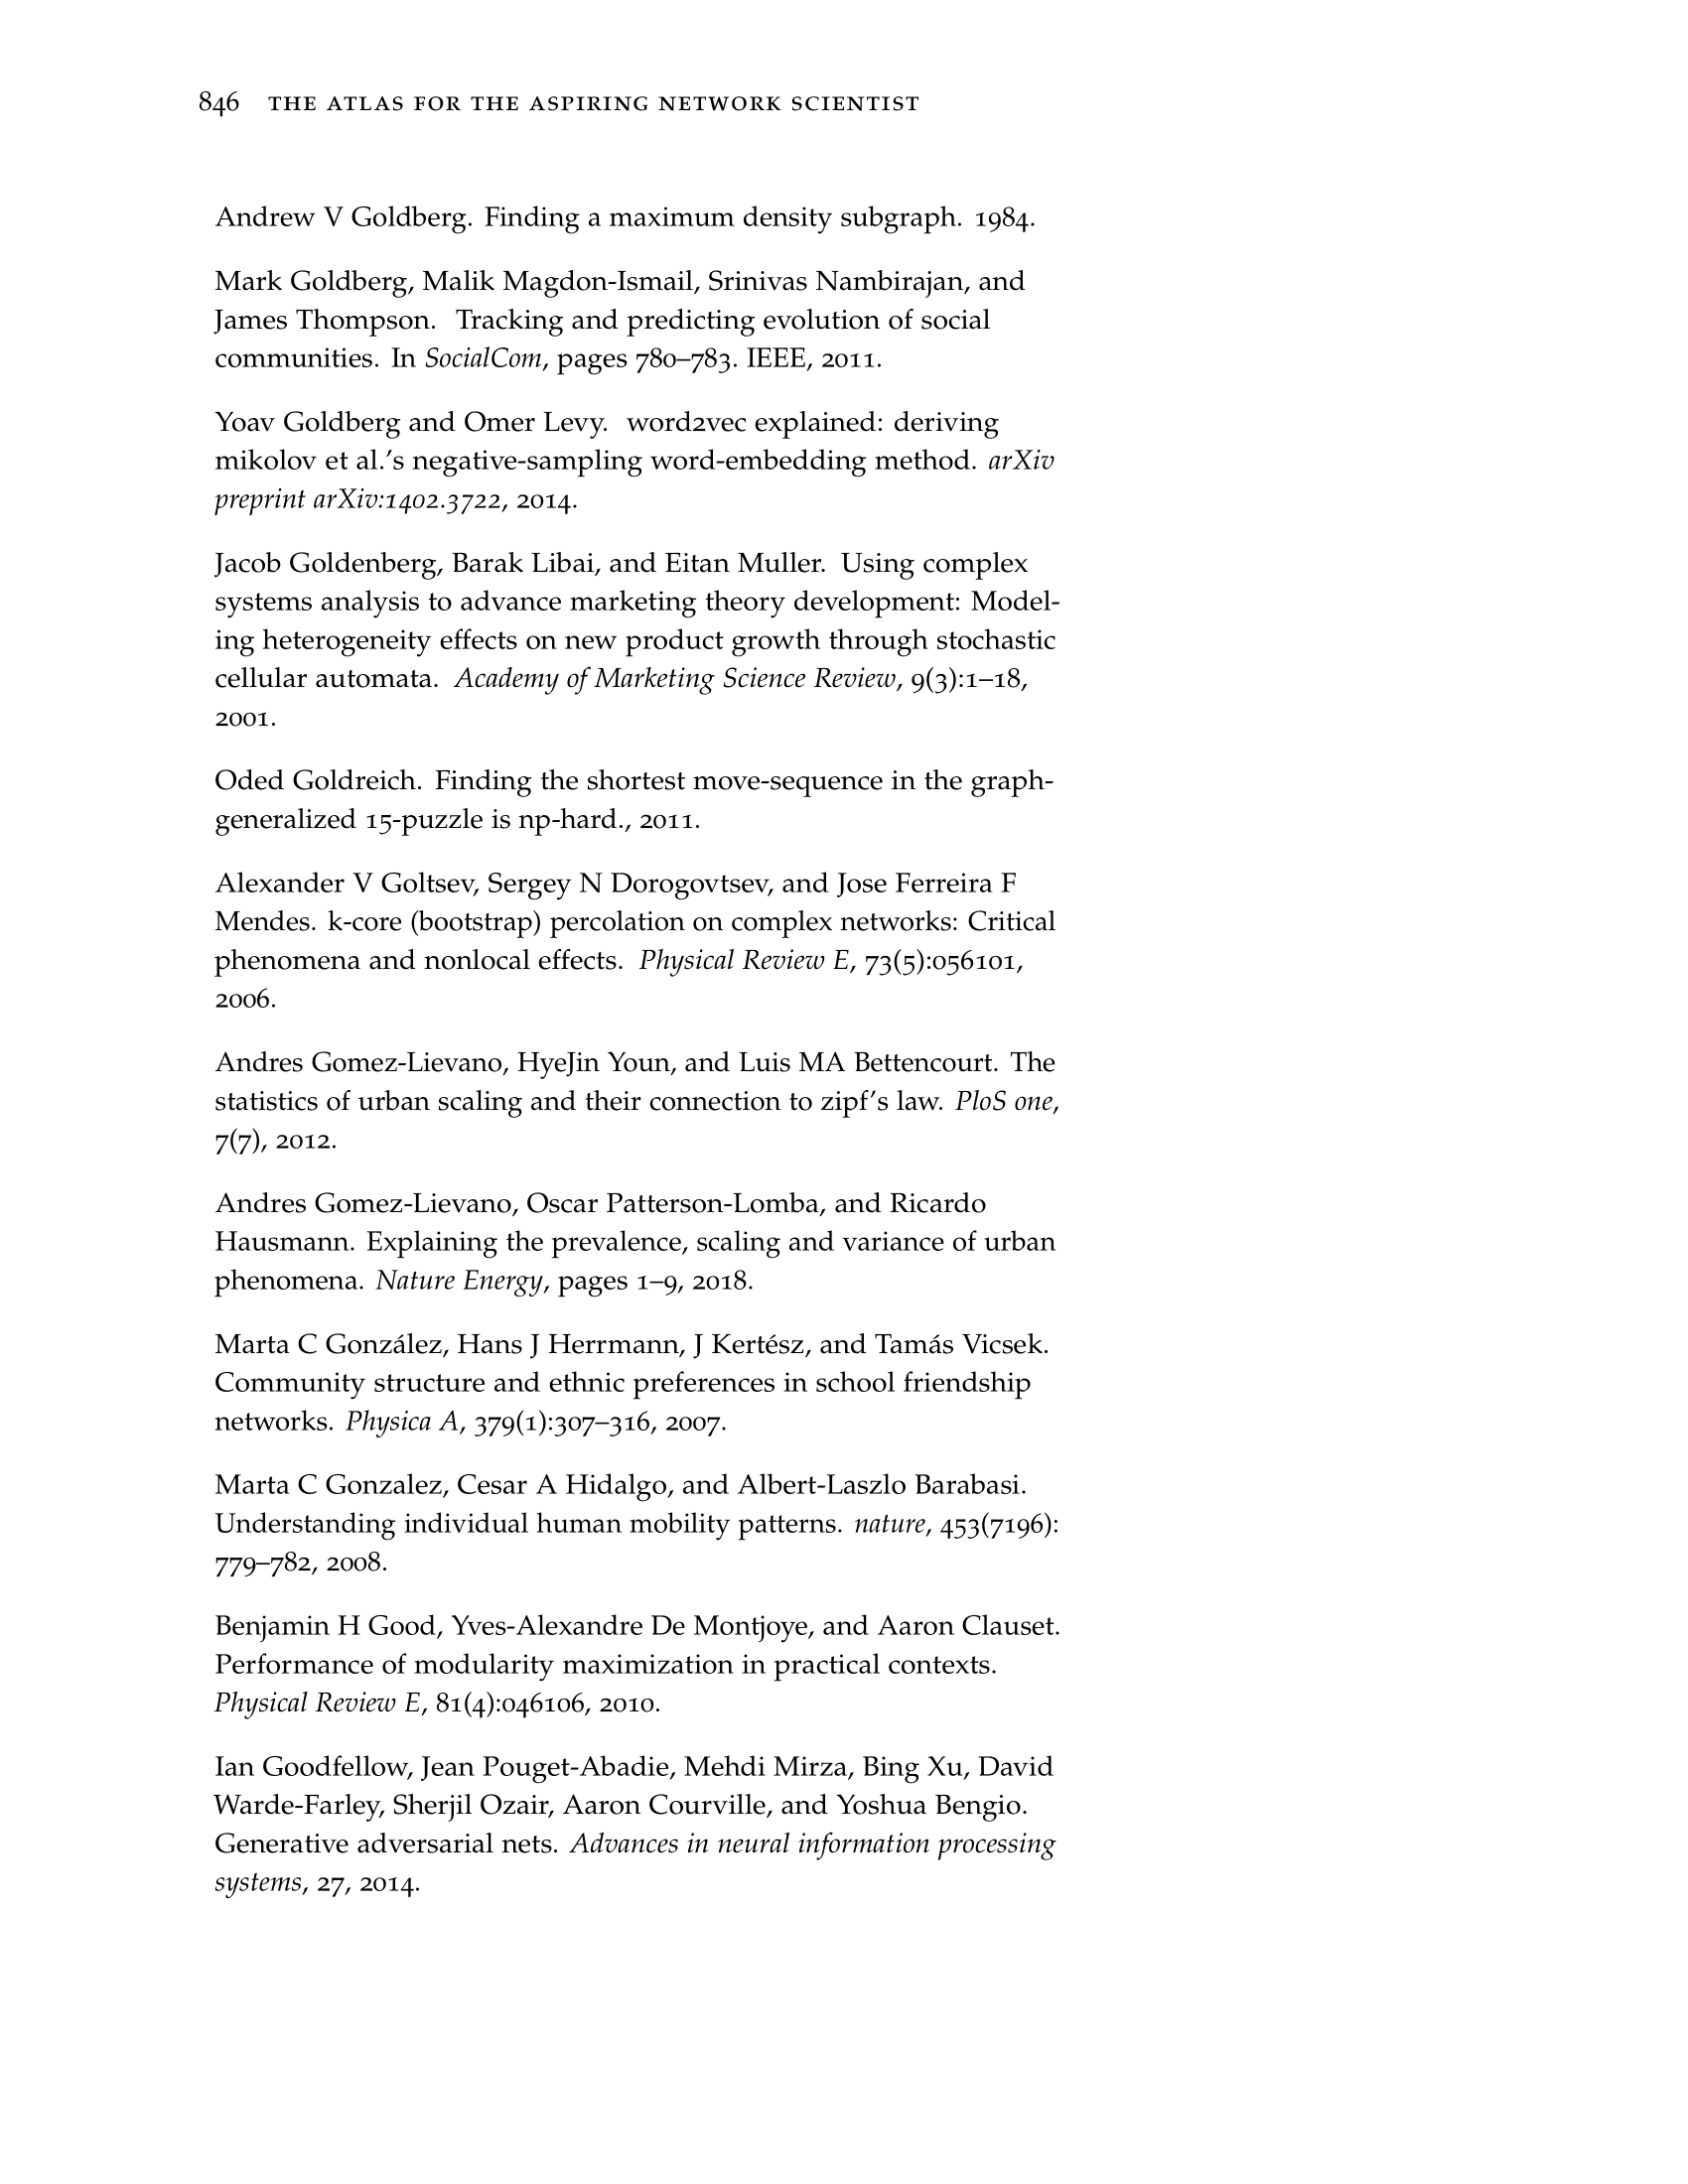 846 THE ATLAS FOR THE ASPIRING NETWORK SCIENTIST
Andrew V Goldberg. Finding a maximum density subgraph. 1984.
Mark Goldberg, Malik Magdon-Ismail, Srinivas Nambirajan, and
James Thompson. Tracking and predicting evolution of social
communities. In SocialCom, pages 780–783. IEEE, 2011.
Yoav Goldberg and Omer Levy. word2vec explained: deriving
mikolov et al.'s negative-sampling word-embedding method. arXiv
preprint arXiv:1402.3722, 2014.
Jacob Goldenberg, Barak Libai, and Eitan Muller. Using complex
systems analysis to advance marketing theory development: Model-
ing heterogeneity effects on new product growth through stochastic
cellular automata. Academy of Marketing Science Review, 9(3):1–18,
2001.
Oded Goldreich. Finding the shortest move-sequence in the graph-
generalized 15-puzzle is np-hard., 2011.
Alexander V Goltsev, Sergey N Dorogovtsev, and Jose Ferreira F
Mendes. k-core (bootstrap) percolation on complex networks: Critical
phenomena and nonlocal effects. Physical Review E, 73(5):056101,
2006.
Andres Gomez-Lievano, HyeJin Youn, and Luis MA Bettencourt. The
statistics of urban scaling and their connection to zipf's law. PloS one,
7(7), 2012.
Andres Gomez-Lievano, Oscar Patterson-Lomba, and Ricardo
Hausmann. Explaining the prevalence, scaling and variance of urban
phenomena. Nature Energy, pages 1–9, 2018.
Marta C González, Hans J Herrmann, J Kertész, and Tamás Vicsek.
Community structure and ethnic preferences in school friendship
networks. Physica A, 379(1):307–316, 2007.
Marta C Gonzalez, Cesar A Hidalgo, and Albert-Laszlo Barabasi.
Understanding individual human mobility patterns. nature, 453(7196):
779–782, 2008.
Benjamin H Good, Yves-Alexandre De Montjoye, and Aaron Clauset.
Performance of modularity maximization in practical contexts.
Physical Review E, 81(4):046106, 2010.
Ian Goodfellow, Jean Pouget-Abadie, Mehdi Mirza, Bing Xu, David
Warde-Farley, Sherjil Ozair, Aaron Courville, and Yoshua Bengio.
Generative adversarial nets. Advances in neural information processing
systems, 27, 2014.